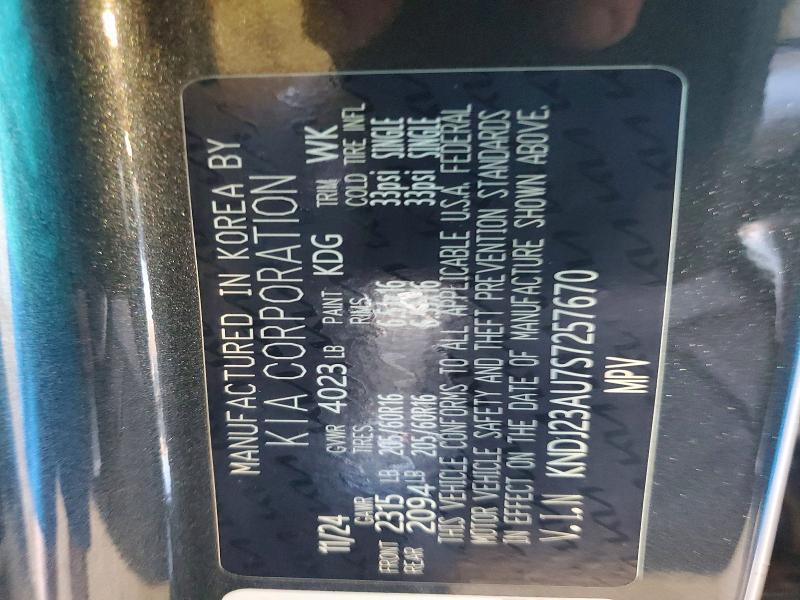 MANUFACTURED IN KOREA BY
KIA CORPORATION
11/24 GVWR 4023 LB PAINT KDG TRIM WK
GAWR TIRES RIMS COLD TIRE INFL
FRONT 2315 LB 205/60R16 33psi SINGLE
REAR 2094 LB 205/60R16 33psi SINGLE
THIS VEHICLE CONFORMS TO ALL APPLICABLE U.S.A. FEDERAL
MOTOR VEHICLE SAFETY AND THEFT PREVENTION STANDARDS
IN EFFECT ON THE DATE OF MANUFACTURE SHOWN ABOVE.
V.I.N KNDJ23AU7S7257670
MPV